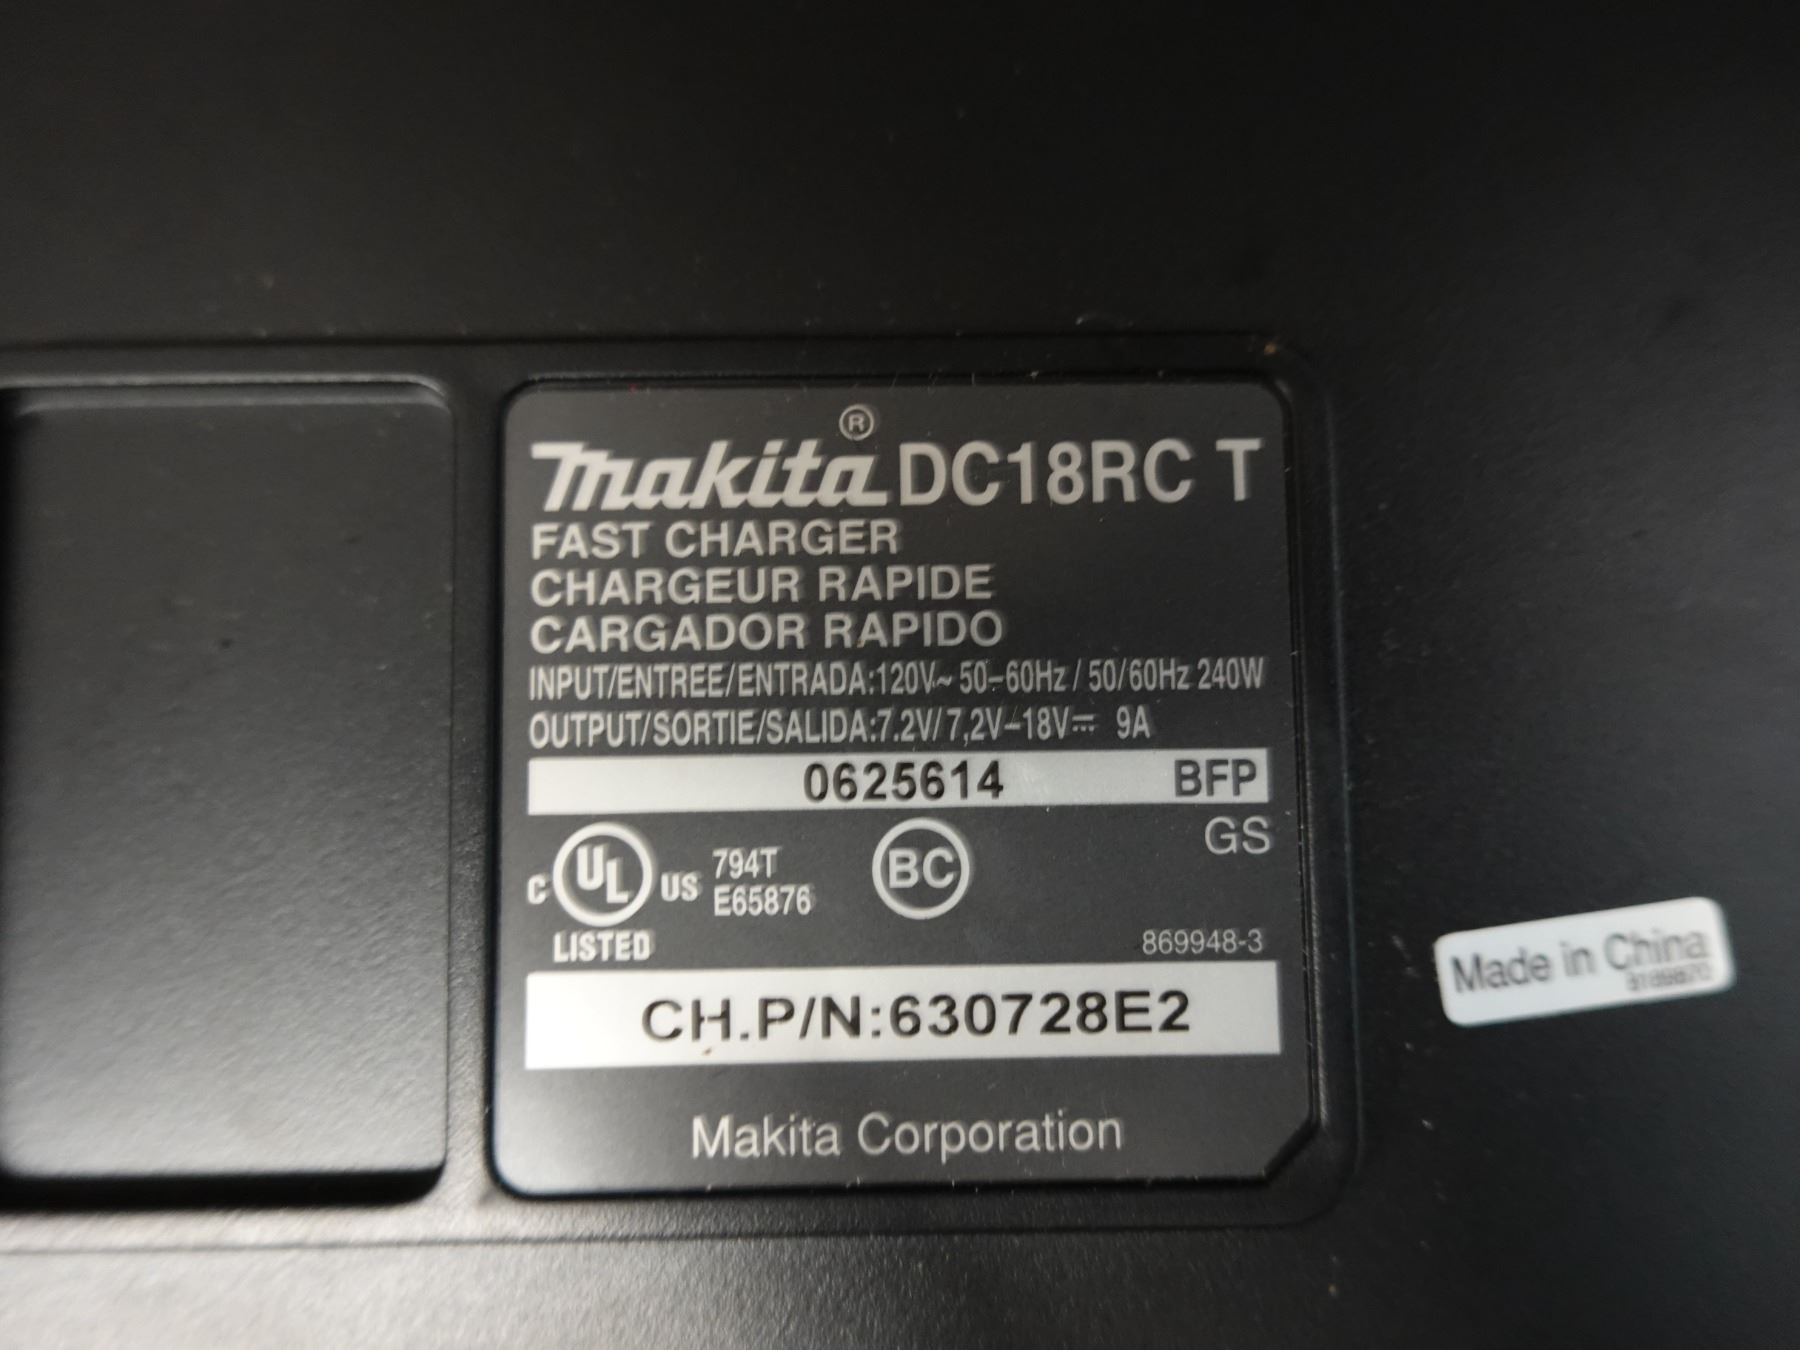 makita® DC18RC T
FAST CHARGER
CHARGEUR RAPIDE
CARGADOR RAPIDO
INPUT/ENTREE/ENTRADA:120V~ 50-60Hz / 50/60Hz 240W
OUTPUT/SORTIE/SALIDA:7.2V/7,2V-18V⎓ 9A
0625614 BFP
GS
C UL US 794T
E65876
BC
LISTED
869948-3
CH.P/N:630728E2
Makita Corporation
Made in China